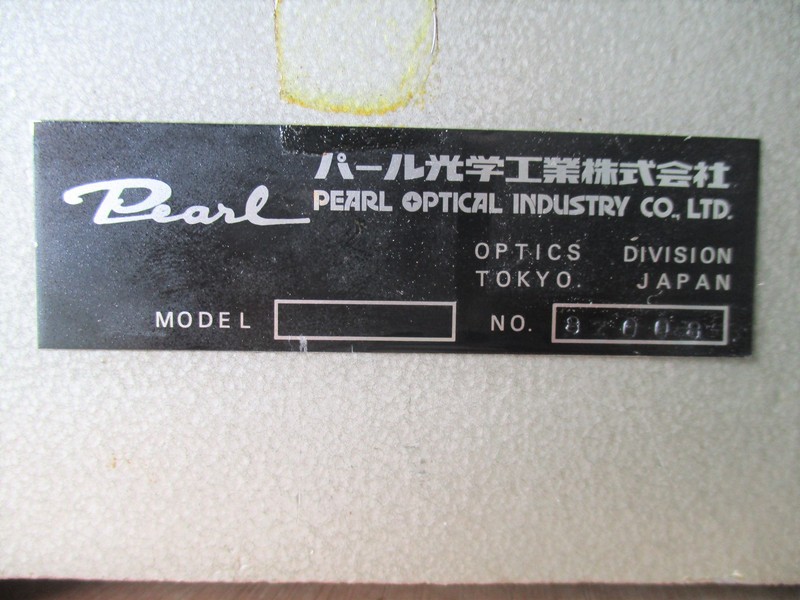 Pearl
パール光学工業株式会社
PEARL OPTICAL INDUSTRY CO., LTD.
OPTICS DIVISION
TOKYO. JAPAN
MODEL
NO.